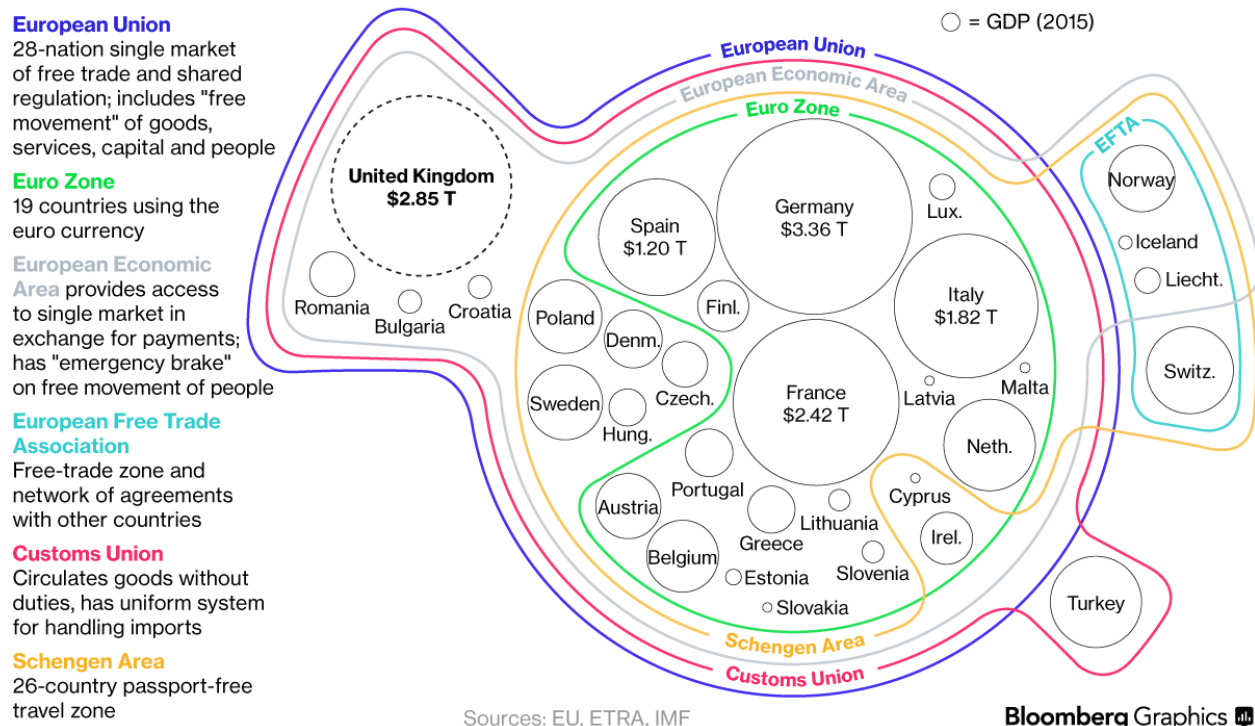 European Union
28-nation single market
of free trade and shared
regulation; includes "free
movement" of goods,
services, capital and people
Euro Zone
19 countries using the
euro currency
European Economic
Area provides access
to single market in
exchange for payments;
has "emergency brake"
on free movement of people
European Free Trade
Association
Free-trade zone and
network of agreements
with other countries
Customs Union
Circulates goods without
duties, has uniform system
for handling imports
Schengen Area
26-country passport-free
travel zone
= GDP (2015)
European Union
European Economic Area
Euro Zone
EFTA
United Kingdom
$2.85 T
Romania
Bulgaria
Croatia
Spain
$1.20 T
Germany
$3.36 T
Lux.
Italy
$1.82 T
Finl.
Poland
Denm.
Czech.
Sweden
Hung.
France
$2.42 T
Latvia
Malta
Neth.
Portugal
Austria
Greece
Lithuania
Cyprus
Irel.
Belgium
Estonia
Slovenia
Slovakia
Norway
Iceland
Liecht.
Switz.
Turkey
Schengen Area
Customs Union
Sources: EU, ETRA, IMF
Bloomberg Graphics